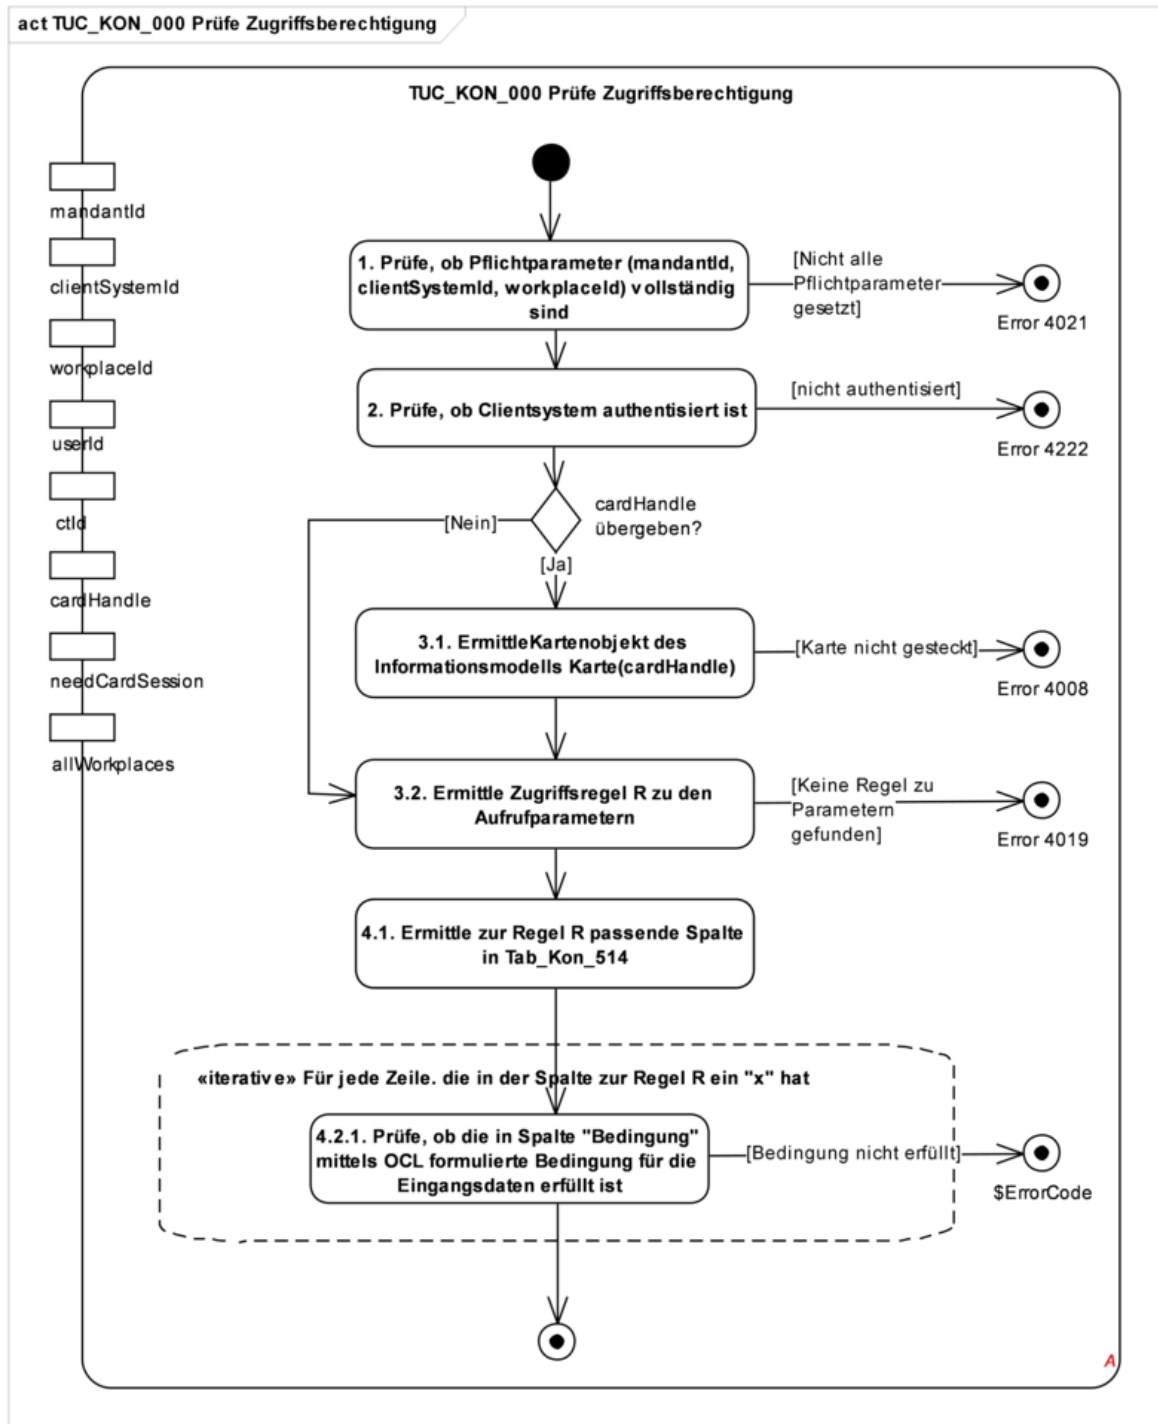 act TUC_KON_000 Prüfe Zugriffsberechtigung
TUC_KON_000 Prüfe Zugriffsberechtigung
mandantId
clientSystemId
workplaceId
userId
ctId
cardHandle
needCardSession
allWorkplaces
1. Prüfe, ob Pflichtparameter (mandantId,
clientSystemId, workplaceId) vollständig
sind
[Nicht alle
Pflichtparameter
gesetzt]
Error 4021
2. Prüfe, ob Clientsystem authentisiert ist
[nicht authentisiert]
Error 4222
cardHandle
übergeben?
[Nein]
[Ja]
3.1. ErmittleKartenobjekt des
Informationsmodells Karte(cardHandle)
[Karte nicht gesteckt]
Error 4008
3.2. Ermittle Zugriffsregel R zu den
Aufrufparametern
[Keine Regel zu
Parametern
gefunden]
Error 4019
4.1. Ermittle zur Regel R passende Spalte
in Tab_Kon_514
«iterative» Für jede Zeile. die in der Spalte zur Regel R ein "x" hat
4.2.1. Prüfe, ob die in Spalte "Bedingung"
mittels OCL formulierte Bedingung für die
Eingangsdaten erfüllt ist
[Bedingung nicht erfüllt]
$ErrorCode
A